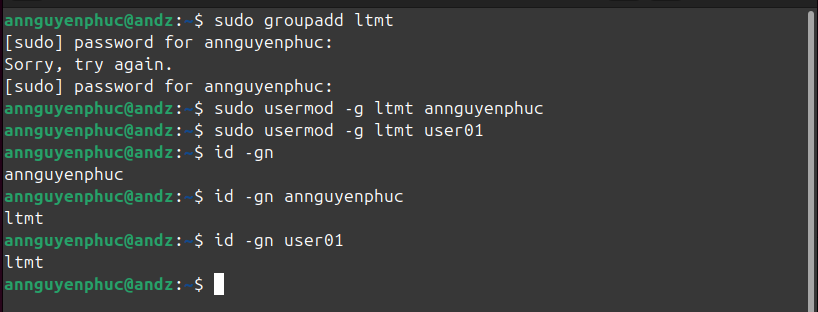 annguyenphuc@andz:~$ sudo groupadd ltmt
[sudo] password for annguyenphuc:
Sorry, try again.
[sudo] password for annguyenphuc:
annguyenphuc@andz:~$ sudo usermod -g ltmt annguyenphuc
annguyenphuc@andz:~$ sudo usermod -g ltmt user01
annguyenphuc@andz:~$ id -gn
annguyenphuc
annguyenphuc@andz:~$ id -gn annguyenphuc
ltmt
annguyenphuc@andz:~$ id -gn user01
ltmt
annguyenphuc@andz:~$